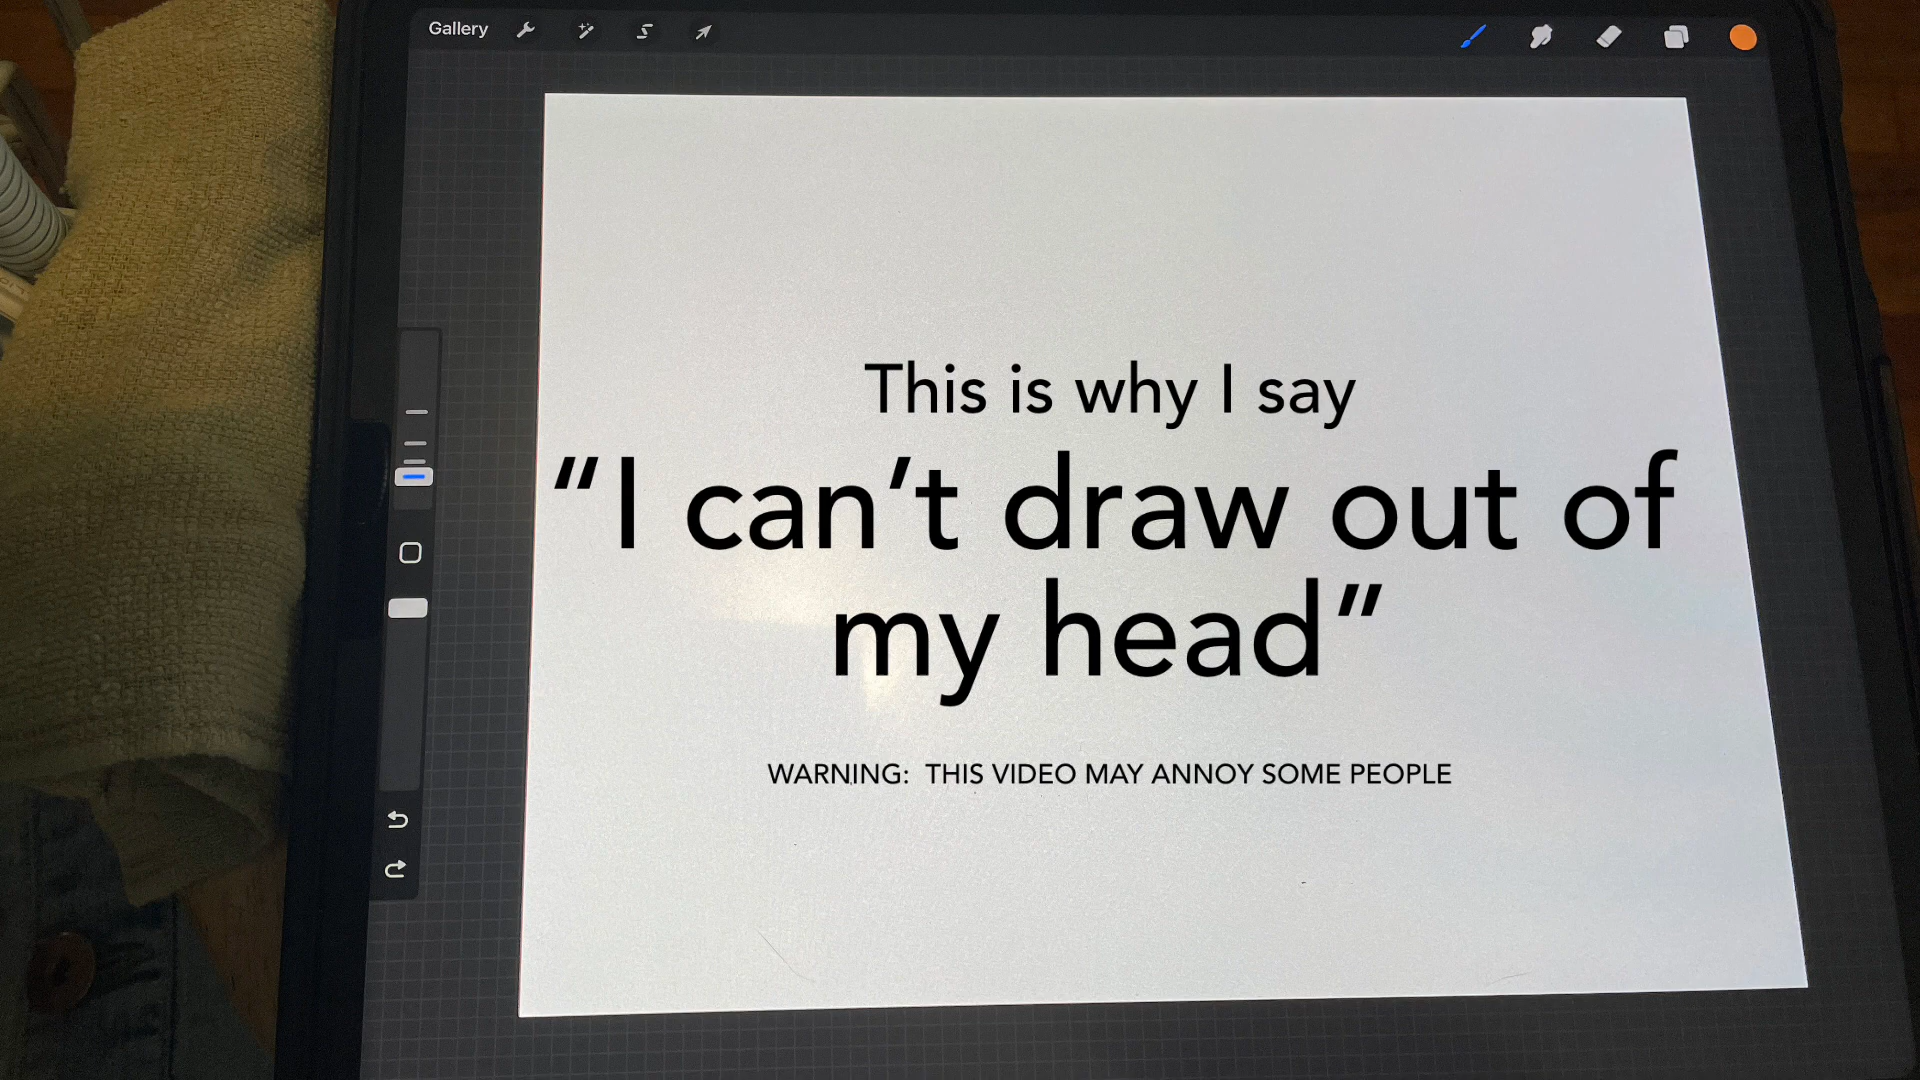 Gallery
This is why I say
“I can’t draw out of
my head”
WARNING:  THIS VIDEO MAY ANNOY SOME PEOPLE